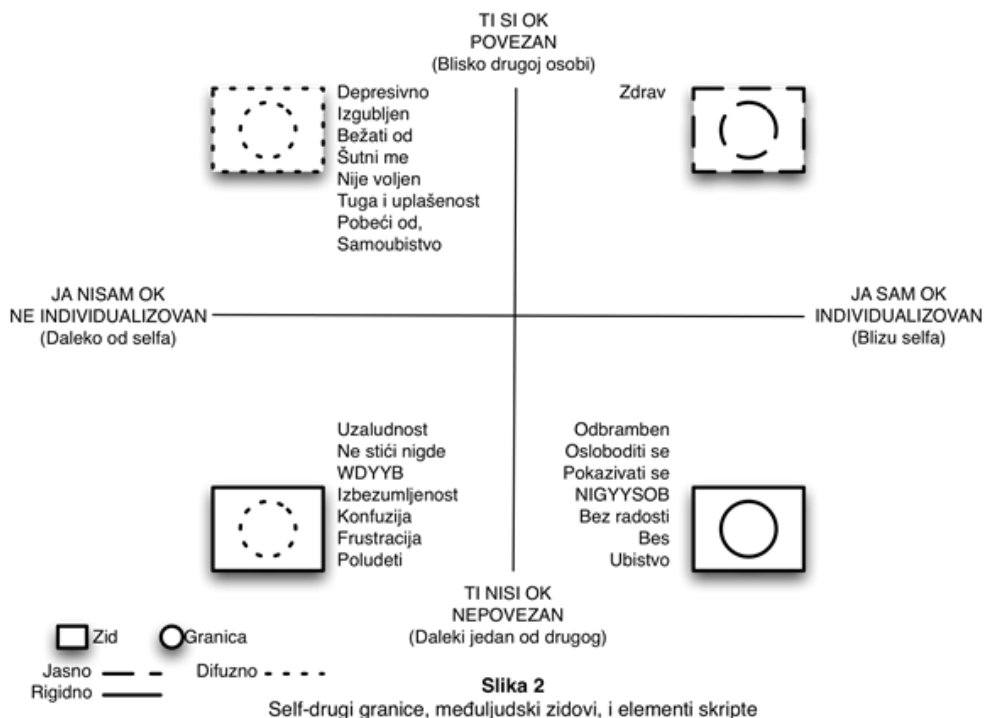 TI SI OK
POVEZAN
(Blisko drugoj osobi)
Depresivno
Izgubljen
Bežati od
Šutni me
Nije voljen
Tuga i uplašenost
Pobeći od,
Samoubistvo
Zdrav
JA NISAM OK
NE INDIVIDUALIZOVAN
(Daleko od selfa)
JA SAM OK
INDIVIDUALIZOVAN
(Blizu selfa)
Uzaludnost
Ne stići nigde
WDYYB
Izbezumljenost
Konfuzija
Frustracija
Poludeti
Odbramben
Osloboditi se
Pokazivati se
NIGYYSOB
Bez radosti
Bes
Ubistvo
TI NISI OK
NEPOVEZAN
(Daleki jedan od drugog)
Zid Granica
Jasno Difuzno
Rigidno
Slika 2
Self-drugi granice, međuljudski zidovi, i elementi skripte